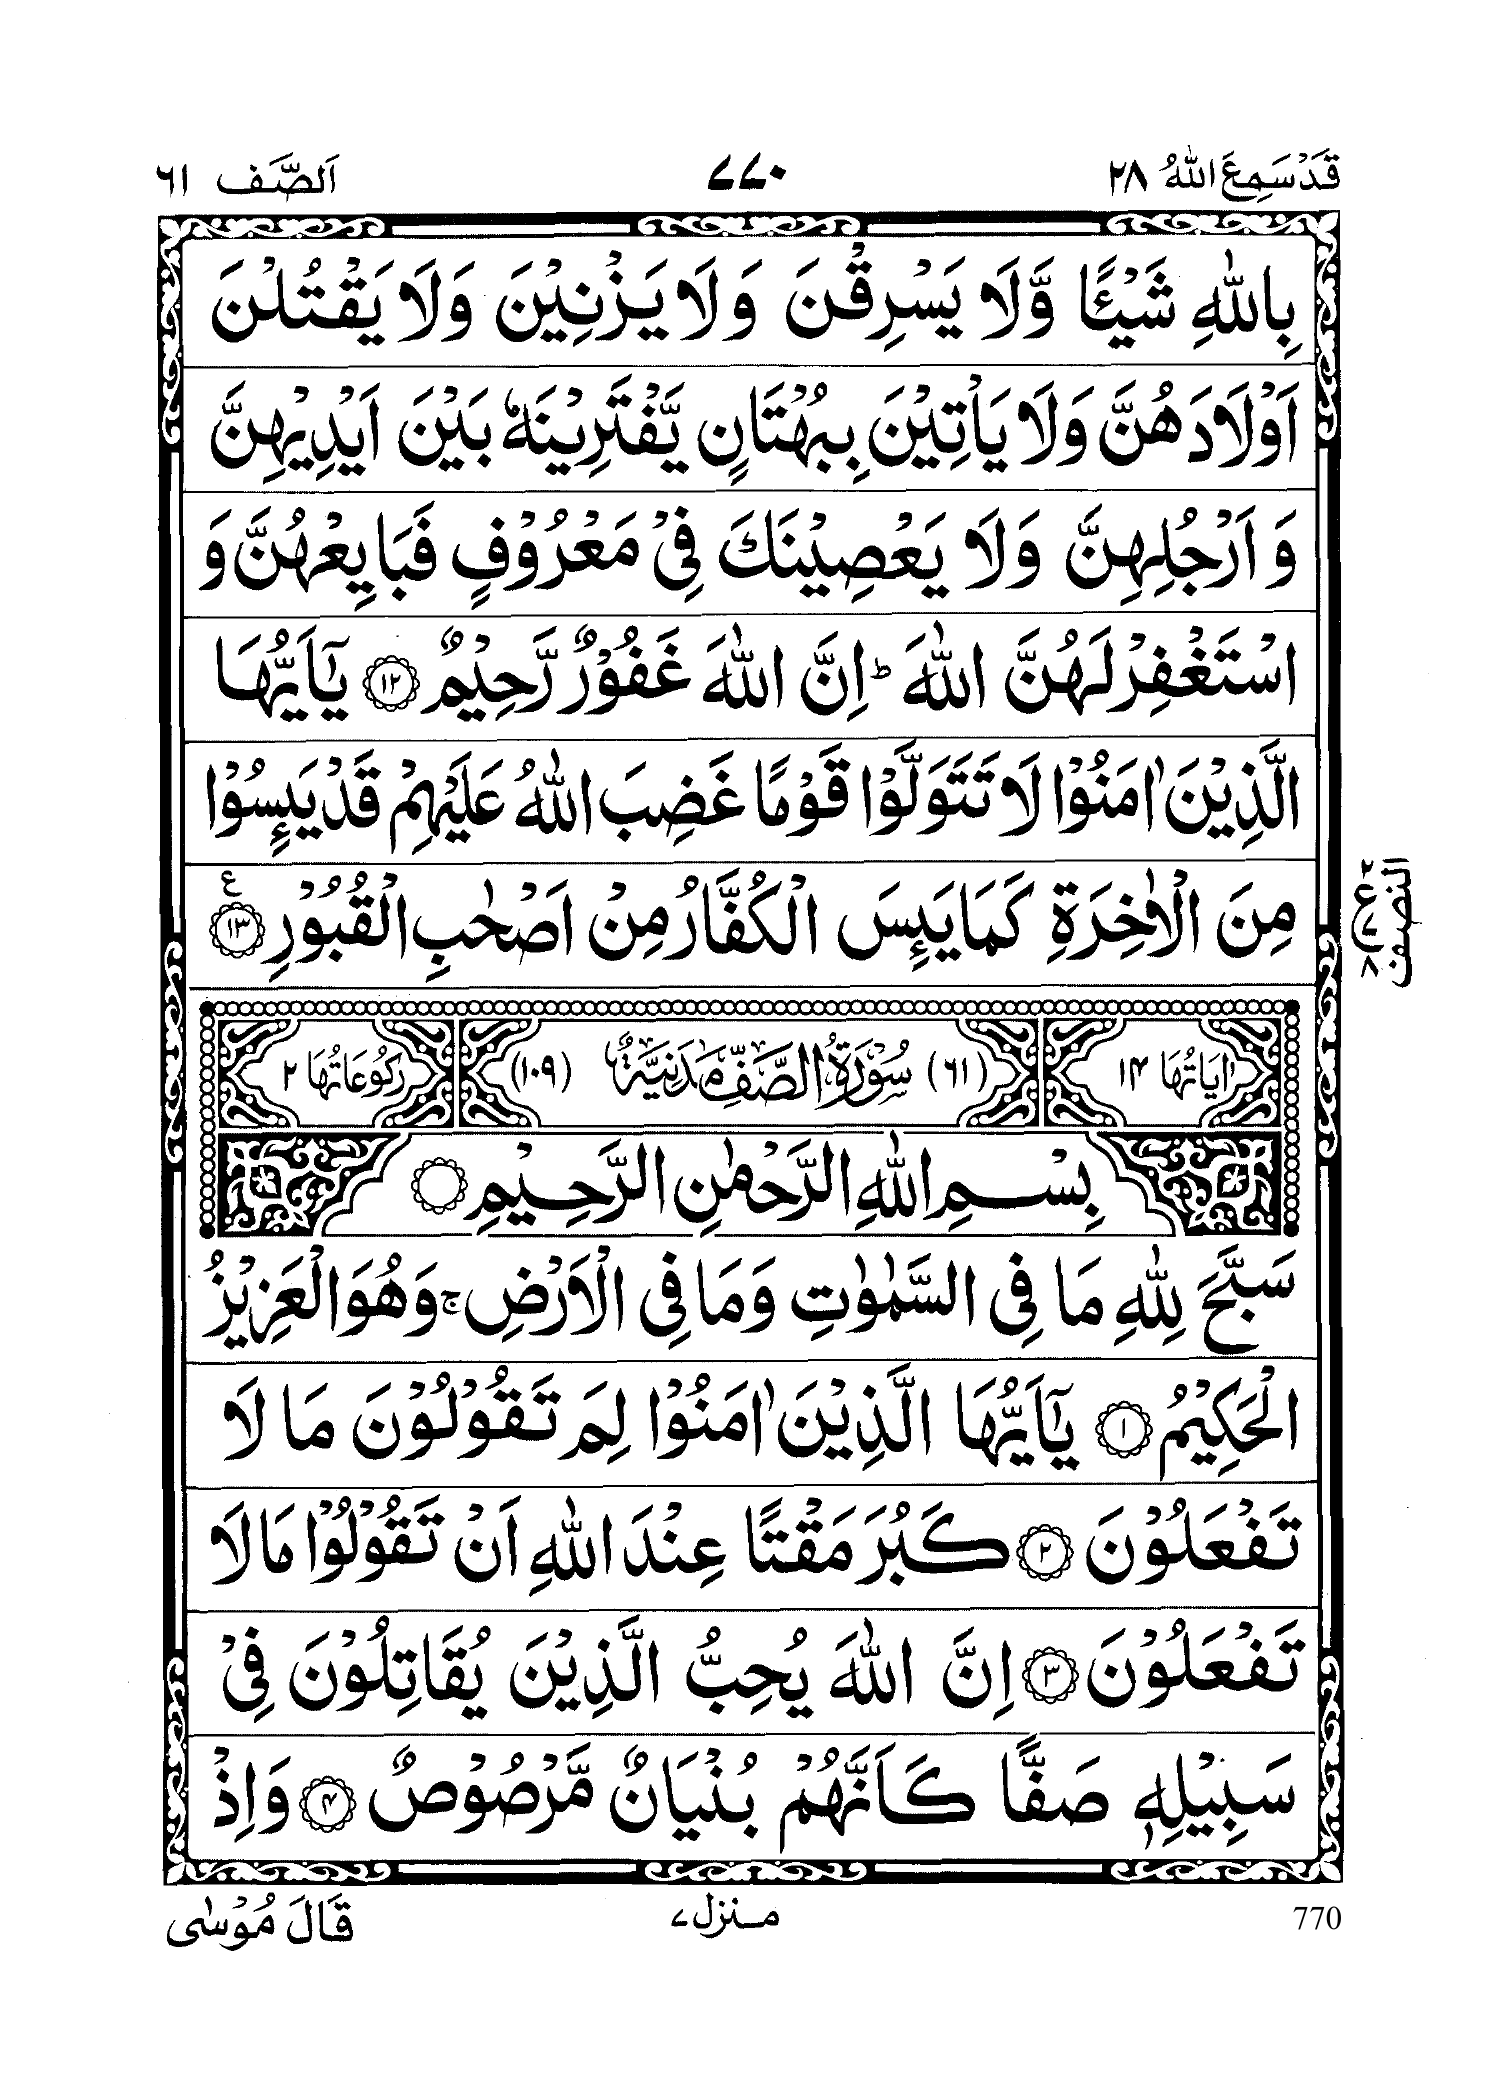 قَدْ سَمِعَ اللّٰهُ ۲۸
۷۷۰
اَلصَّف ۶۱
بِاللّٰهِ شَيْـًٔا وَّلَا يَسْرِقْنَ وَلَا يَزْنِيْنَ وَلَا يَقْتُلْنَ
اَوْلَادَهُنَّ وَلَا يَاْتِيْنَ بِبُهْتَانٍ يَّفْتَرِيْنَهٗ بَيْنَ اَيْدِيْهِنَّ
وَ اَرْجُلِهِنَّ وَلَا يَعْصِيْنَكَ فِيْ مَعْرُوْفٍ فَبَايِعْهُنَّ وَ
اسْتَغْفِرْ لَهُنَّ اللّٰهَ ؕ اِنَّ اللّٰهَ غَفُوْرٌ رَّحِيْمٌ ۱۲ يٰۤاَيُّهَا
الَّذِيْنَ اٰمَنُوْا لَا تَتَوَلَّوْا قَوْمًا غَضِبَ اللّٰهُ عَلَيْهِمْ قَدْ يَىِٕسُوْا
مِنَ الْاٰخِرَةِ كَمَا يَىِٕسَ الْكُفَّارُ مِنْ اَصْحٰبِ الْقُبُوْرِ ۱۳ ع
النصف
۲ ع ۷ ۸
اٰيَاتُهَا ۱۴
(۶۱) سُوْرَةُ الصَّفِّ مَدَنِيَّةٌ (۱۰۹)
رُكُوْعَاتُهَا ۲
بِسْمِ اللّٰهِ الرَّحْمٰنِ الرَّحِيْمِ
سَبَّحَ لِلّٰهِ مَا فِي السَّمٰوٰتِ وَمَا فِي الْاَرْضِ ۚ وَهُوَ الْعَزِيْزُ
الْحَكِيْمُ ۱ يٰۤاَيُّهَا الَّذِيْنَ اٰمَنُوْا لِمَ تَقُوْلُوْنَ مَا لَا
تَفْعَلُوْنَ ۲ كَبُرَ مَقْتًا عِنْدَ اللّٰهِ اَنْ تَقُوْلُوْا مَا لَا
تَفْعَلُوْنَ ۳ اِنَّ اللّٰهَ يُحِبُّ الَّذِيْنَ يُقَاتِلُوْنَ فِيْ
سَبِيْلِهٖ صَفًّا كَاَنَّهُمْ بُنْيَانٌ مَّرْصُوْصٌ ۴ وَاِذْ
770
منزل ۷
قَالَ مُوْسٰى